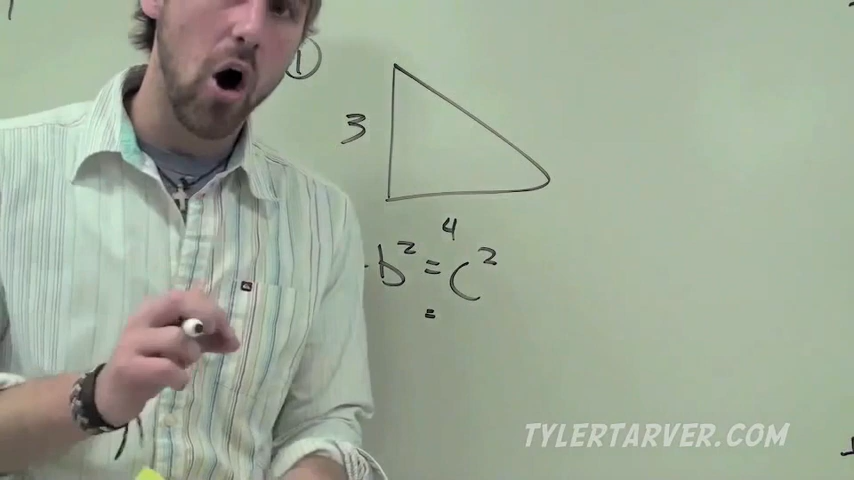 ①
3
4
b² = c²
=
TYLERTARVER.COM